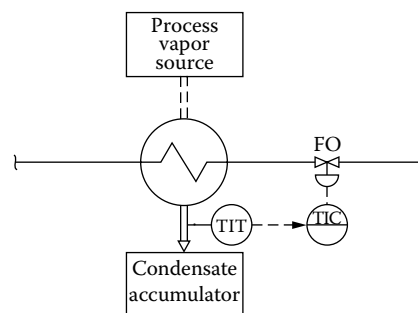 Process
vapor
source
FO
TIT
TIC
Condensate
accumulator